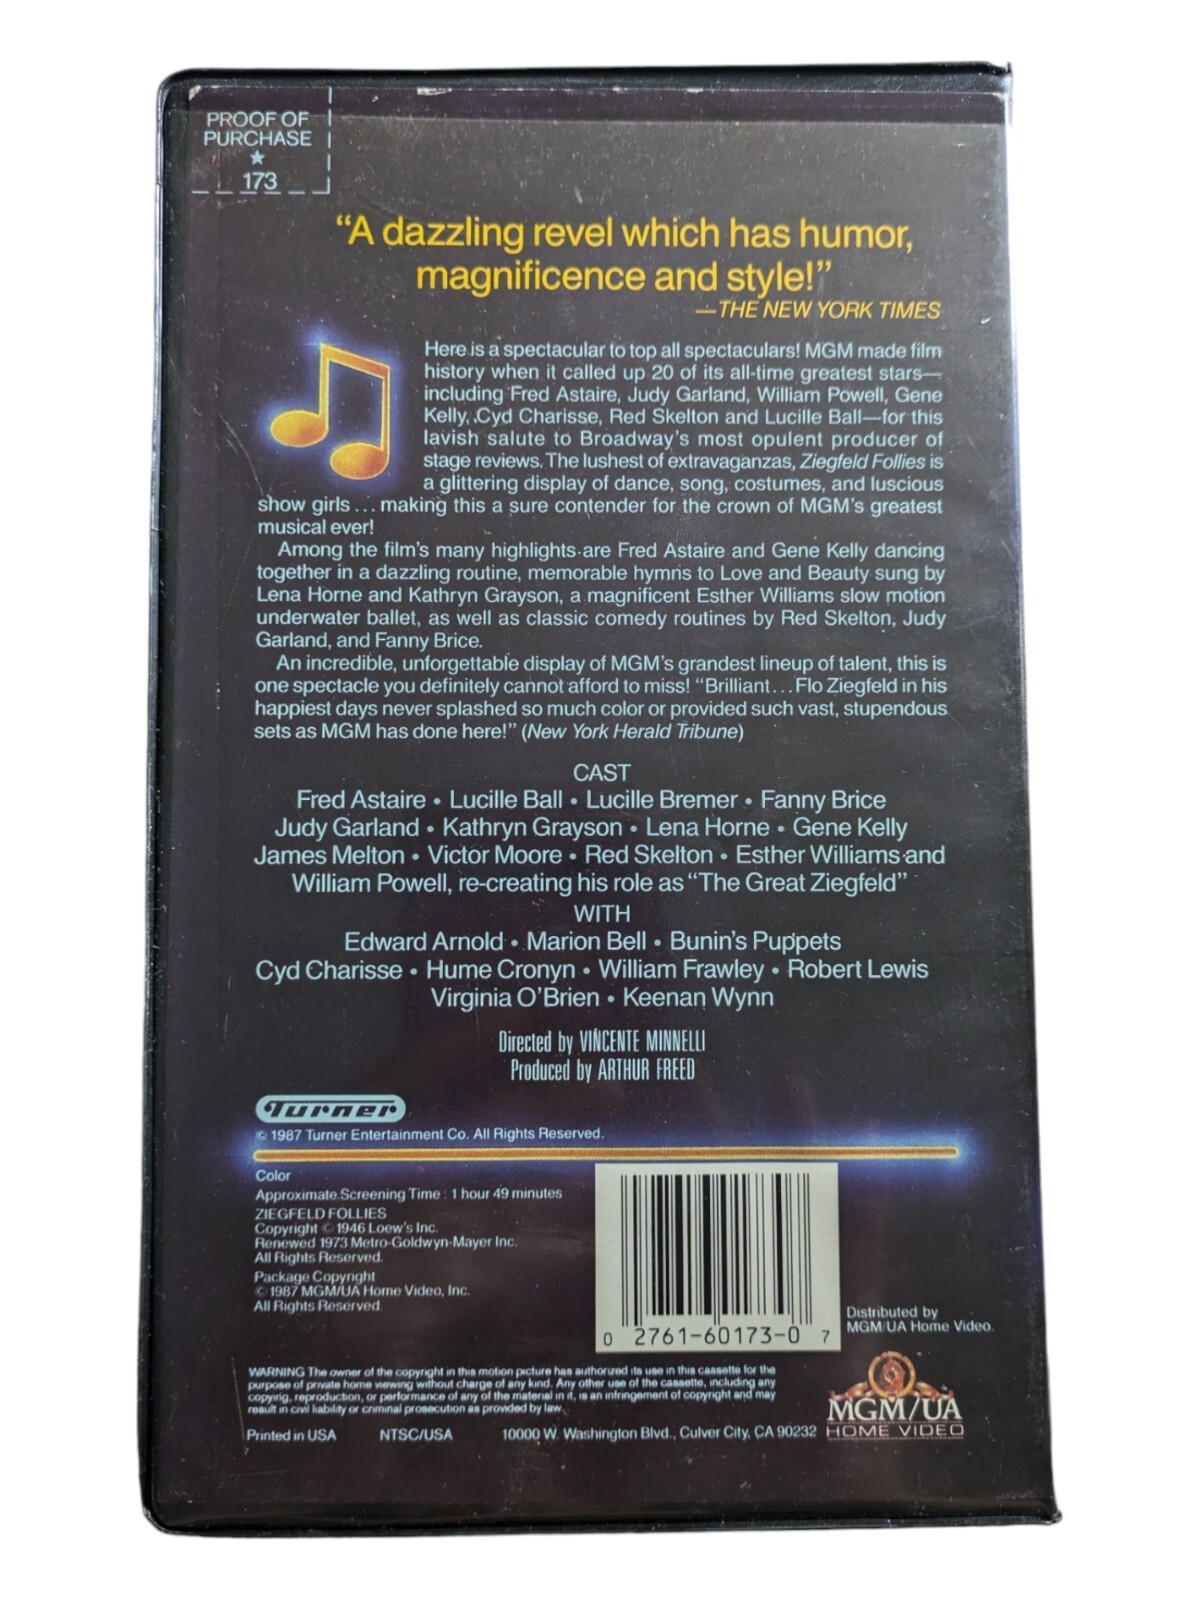 PROOF OF
PURCHASE
★
173
“A dazzling revel which has humor,
magnificence and style!”
—THE NEW YORK TIMES
Here is a spectacular to top all spectaculars! MGM made film
history when it called up 20 of its all-time greatest stars—
including Fred Astaire, Judy Garland, William Powell, Gene
Kelly, Cyd Charisse, Red Skelton and Lucille Ball—for this
lavish salute to Broadway’s most opulent producer of
stage reviews. The lushest of extravaganzas, Ziegfeld Follies is
a glittering display of dance, song, costumes, and luscious
show girls ... making this a sure contender for the crown of MGM’s greatest
musical ever!
Among the film’s many highlights are Fred Astaire and Gene Kelly dancing
together in a dazzling routine, memorable hymns to Love and Beauty sung by
Lena Horne and Kathryn Grayson, a magnificent Esther Williams slow motion
underwater ballet, as well as classic comedy routines by Red Skelton, Judy
Garland, and Fanny Brice.
An incredible, unforgettable display of MGM’s grandest lineup of talent, this is
one spectacle you definitely cannot afford to miss! “Brilliant...Flo Ziegfeld in his
happiest days never splashed so much color or provided such vast, stupendous
sets as MGM has done here!” (New York Herald Tribune)
CAST
Fred Astaire • Lucille Ball • Lucille Bremer • Fanny Brice
Judy Garland • Kathryn Grayson • Lena Horne • Gene Kelly
James Melton • Victor Moore • Red Skelton • Esther Williams and
William Powell, re-creating his role as “The Great Ziegfeld”
WITH
Edward Arnold • Marion Bell • Bunin’s Puppets
Cyd Charisse • Hume Cronyn • William Frawley • Robert Lewis
Virginia O’Brien • Keenan Wynn
Directed by VINCENTE MINNELLI
Produced by ARTHUR FREED
Turner
© 1987 Turner Entertainment Co. All Rights Reserved.
Color
Approximate Screening Time : 1 hour 49 minutes
ZIEGFELD FOLLIES
Copyright © 1946 Loew’s Inc.
Renewed 1973 Metro-Goldwyn-Mayer Inc.
All Rights Reserved.
Package Copyright
© 1987 MGM/UA Home Video, Inc.
All Rights Reserved.
0 2761-60173-0 7
Distributed by
MGM/UA Home Video.
WARNING The owner of the copyright in this motion picture has authorized its use in this cassette for the
purpose of private home viewing without charge of any kind. Any other use of the cassette, including any
copying, reproduction, or performance of any of the material in it, is an infringement of copyright and may
result in civil liability or criminal prosecution as provided by law.
MGM/UA
HOME VIDEO
Printed in USA NTSC/USA 10000 W. Washington Blvd., Culver City, CA 90232